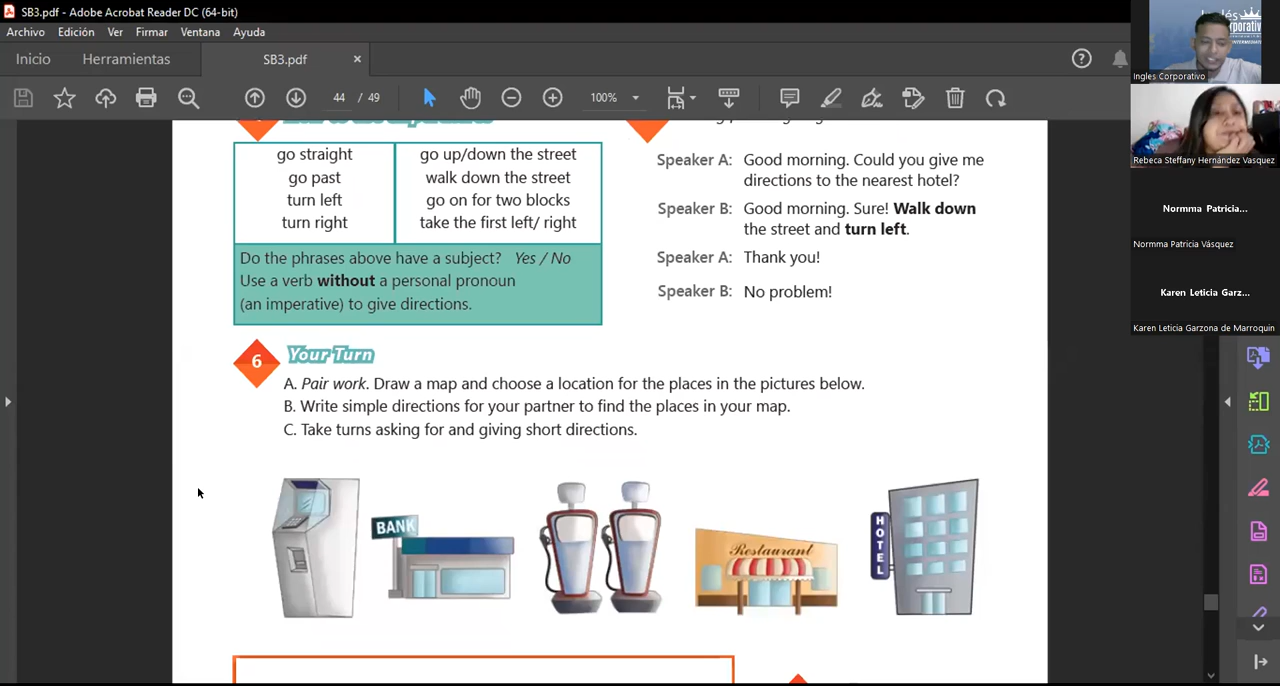 SB3.pdf - Adobe Acrobat Reader DC (64-bit)
Archivo Edición Ver Firmar Ventana Ayuda
Inicio Herramientas SB3.pdf ×
44 / 49 100%
go straight
go past
turn left
turn right
go up/down the street
walk down the street
go on for two blocks
take the first left/ right
Do the phrases above have a subject? Yes / No
Use a verb without a personal pronoun
(an imperative) to give directions.
Speaker A: Good morning. Could you give me
directions to the nearest hotel?
Speaker B: Good morning. Sure! Walk down
the street and turn left.
Speaker A: Thank you!
Speaker B: No problem!
6 Your Turn
A. Pair work. Draw a map and choose a location for the places in the pictures below.
B. Write simple directions for your partner to find the places in your map.
C. Take turns asking for and giving short directions.
BANK
Restaurant
HOTEL
Ingles Corporativo
Rebeca Steffany Hernández Vasquez
Normma Patricia...
Normma Patricia Vásquez
Karen Leticia Garz...
Karen Leticia Garzona de Marroquin